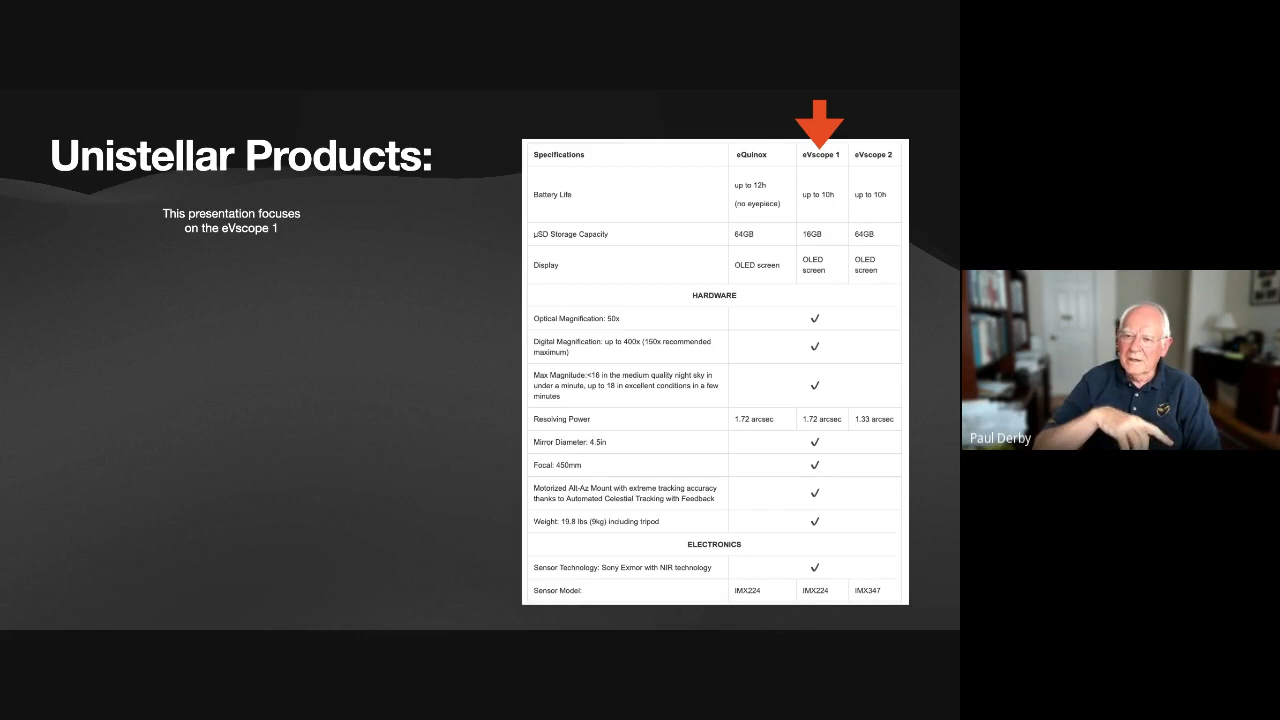 Unistellar Products:
This presentation focuses
on the eVscope 1
Specifications eQuinox eVscope 1 eVscope 2
Battery Life up to 12h (no eyepiece) up to 10h up to 10h
µSD Storage Capacity 64GB 16GB 64GB
Display OLED screen OLED screen OLED screen
HARDWARE
Optical Magnification: 50x ✓
Digital Magnification: up to 400x (150x recommended
maximum) ✓
Max Magnitude:<16 in the medium quality night sky in
under a minute, up to 18 in excellent conditions in a few
minutes ✓
Resolving Power 1.72 arcsec 1.72 arcsec 1.33 arcsec
Mirror Diameter: 4.5in ✓
Focal: 450mm ✓
Motorized Alt-Az Mount with extreme tracking accuracy
thanks to Automated Celestial Tracking with Feedback ✓
Weight: 19.8 lbs (9kg) including tripod ✓
ELECTRONICS
Sensor Technology: Sony Exmor with NIR technology ✓
Sensor Model: IMX224 IMX224 IMX347
Paul Derby